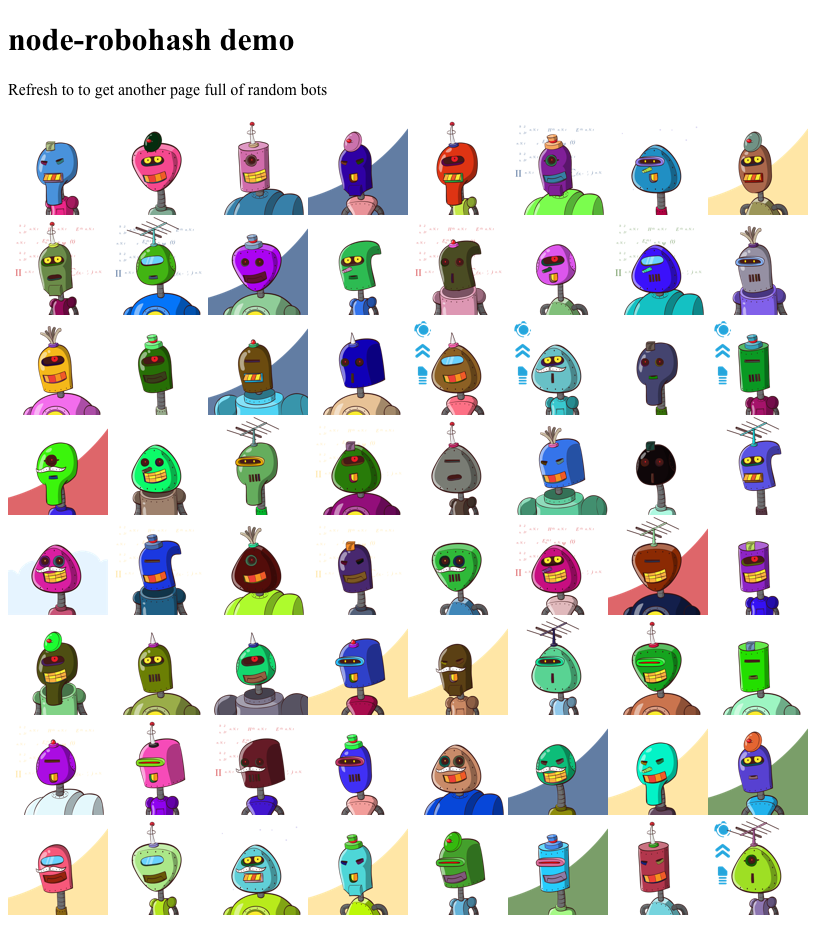 node-robohash demo
Refresh to to get another page full of random bots